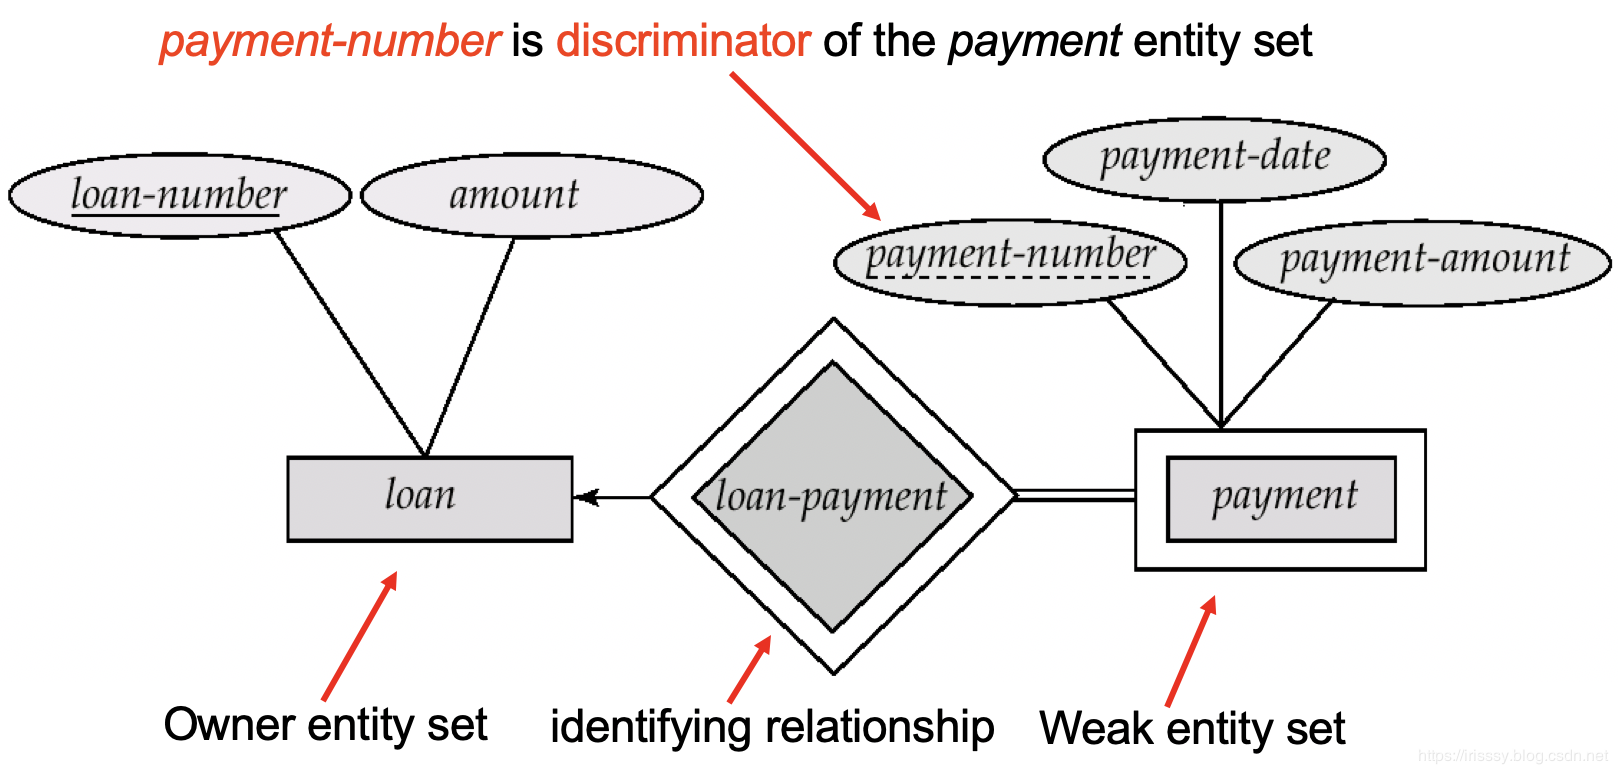 payment-number is discriminator of the payment entity set
payment-date
loan-number
amount
payment-number
payment-amount
loan
loan-payment
payment
Owner entity set
identifying relationship
Weak entity set
https://irisssy.blog.csdn.net